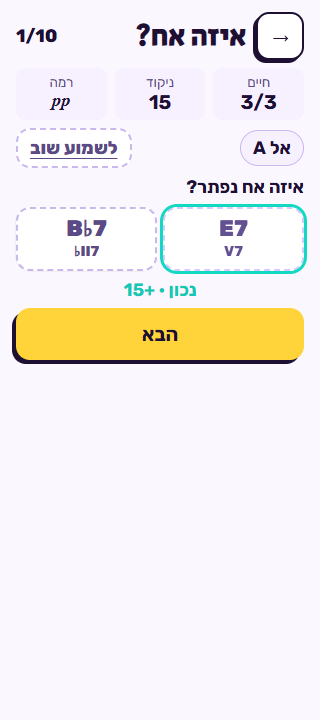 →
איזה אח?
1/10
חיים
3/3
ניקוד
15
רמה
pp
אל A
לשמוע שוב
איזה אח נפתר?
E7
V7
B♭7
♭II7
נכון • +15
הבא